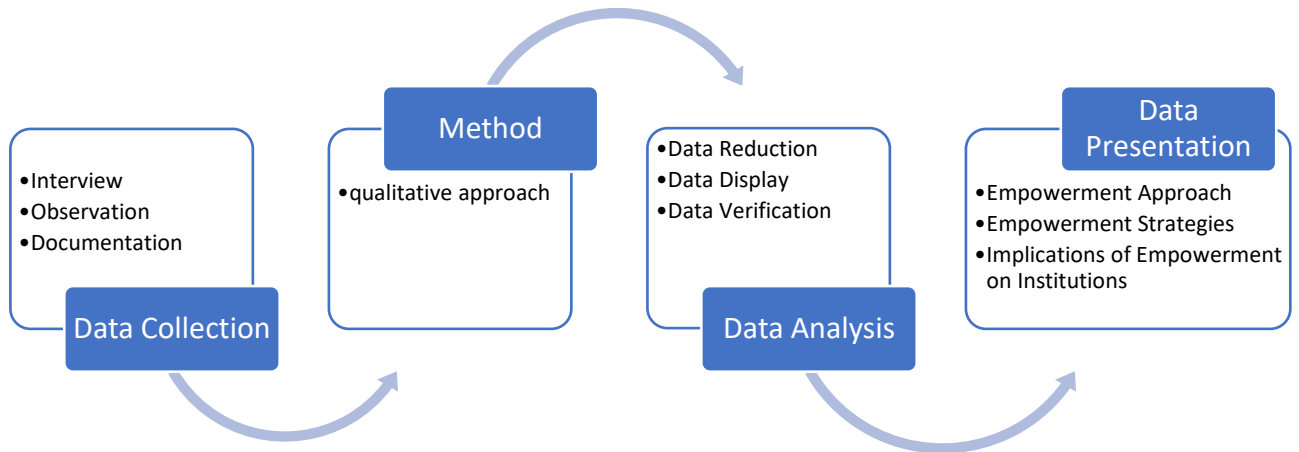 •Interview
•Observation
•Documentation
Data Collection
Method
•qualitative approach
•Data Reduction
•Data Display
•Data Verification
Data Analysis
Data
Presentation
•Empowerment Approach
•Empowerment Strategies
•Implications of Empowerment
on Institutions